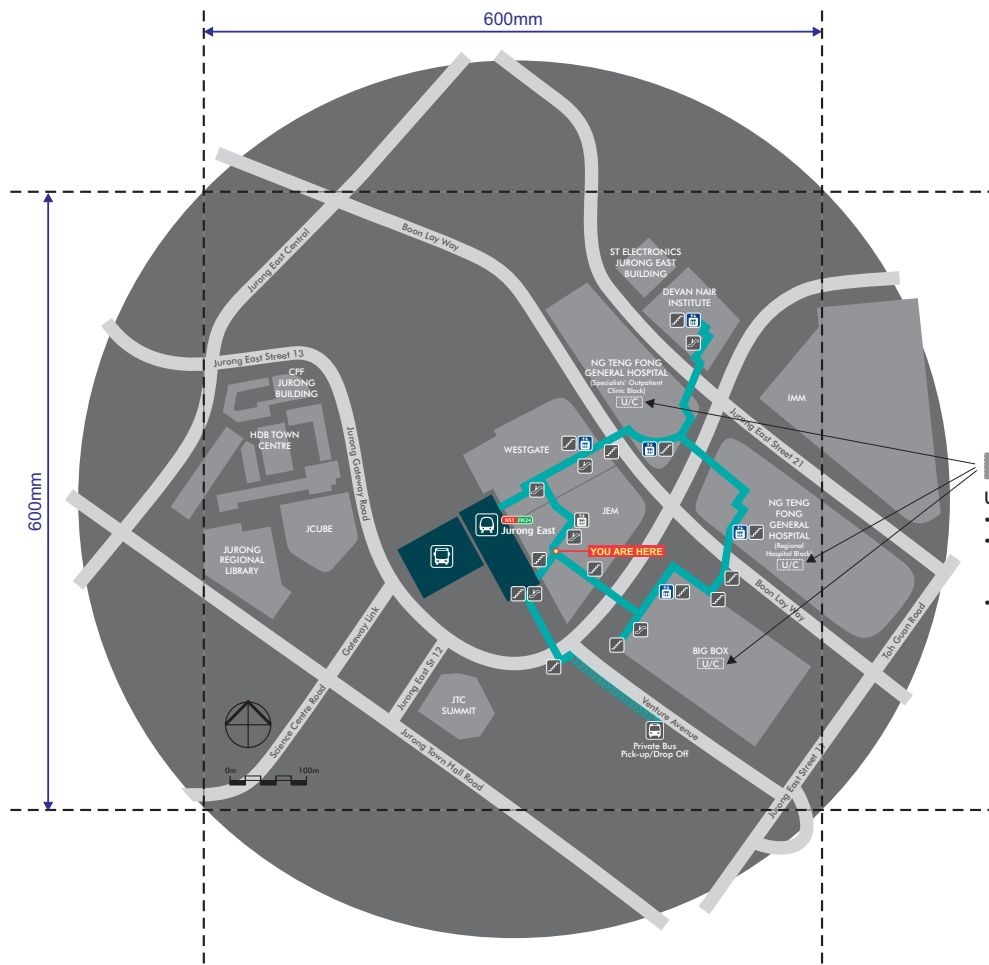 600mm
600mm
Boon Lay Way
Jurong East Central
ST ELECTRONICS
JURONG EAST
BUILDING
DEVAN NAIR
INSTITUTE
Jurong East Street 13
CPF
JURONG
BUILDING
NG TENG FONG
GENERAL HOSPITAL
(Specialists' Outpatient
Clinic Block)
U/C
IMM
Jurong East Street 21
HDB TOWN
CENTRE
Jurong Gateway Road
WESTGATE
JCUBE
JURONG
REGIONAL
LIBRARY
NS1 EW24
Jurong East
JEM
YOU ARE HERE
NG TENG
FONG
GENERAL
HOSPITAL
(Regional
Hospital Block)
U/C
Boon Lay Way
Toh Guan Road
BIG BOX
U/C
Gateway Link
Jurong East St 12
Science Centre Road
JTC
SUMMIT
Venture Avenue
Private Bus
Pick-up/Drop Off
Jurong Town Hall Road
0m 100m